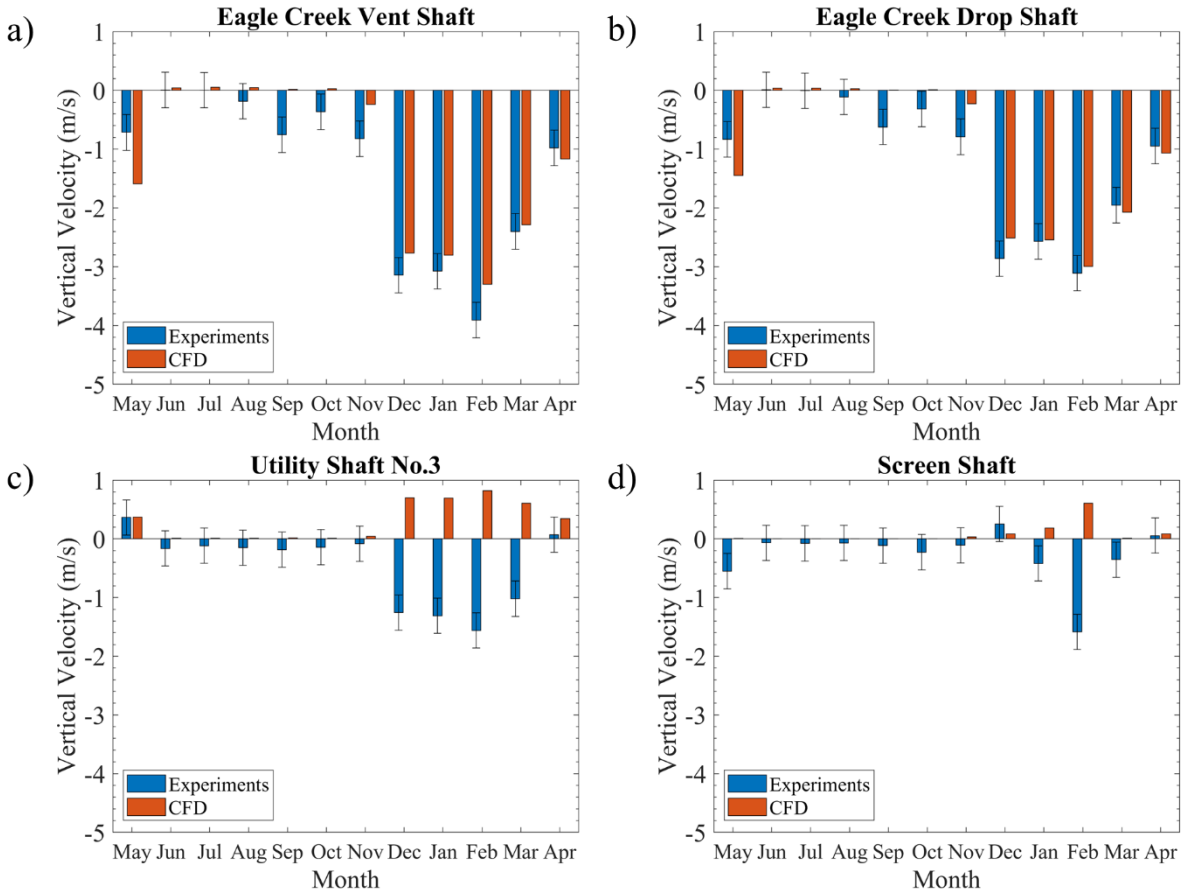 a)
Eagle Creek Vent Shaft
Vertical Velocity (m/s)
1
0
-1
-2
-3
-4
-5
Experiments
CFD
May Jun Jul Aug Sep Oct Nov Dec Jan Feb Mar Apr
Month
b)
Eagle Creek Drop Shaft
Vertical Velocity (m/s)
1
0
-1
-2
-3
-4
-5
Experiments
CFD
May Jun Jul Aug Sep Oct Nov Dec Jan Feb Mar Apr
Month
c)
Utility Shaft No.3
Vertical Velocity (m/s)
1
0
-1
-2
-3
-4
-5
Experiments
CFD
May Jun Jul Aug Sep Oct Nov Dec Jan Feb Mar Apr
Month
d)
Screen Shaft
Vertical Velocity (m/s)
1
0
-1
-2
-3
-4
-5
Experiments
CFD
May Jun Jul Aug Sep Oct Nov Dec Jan Feb Mar Apr
Month